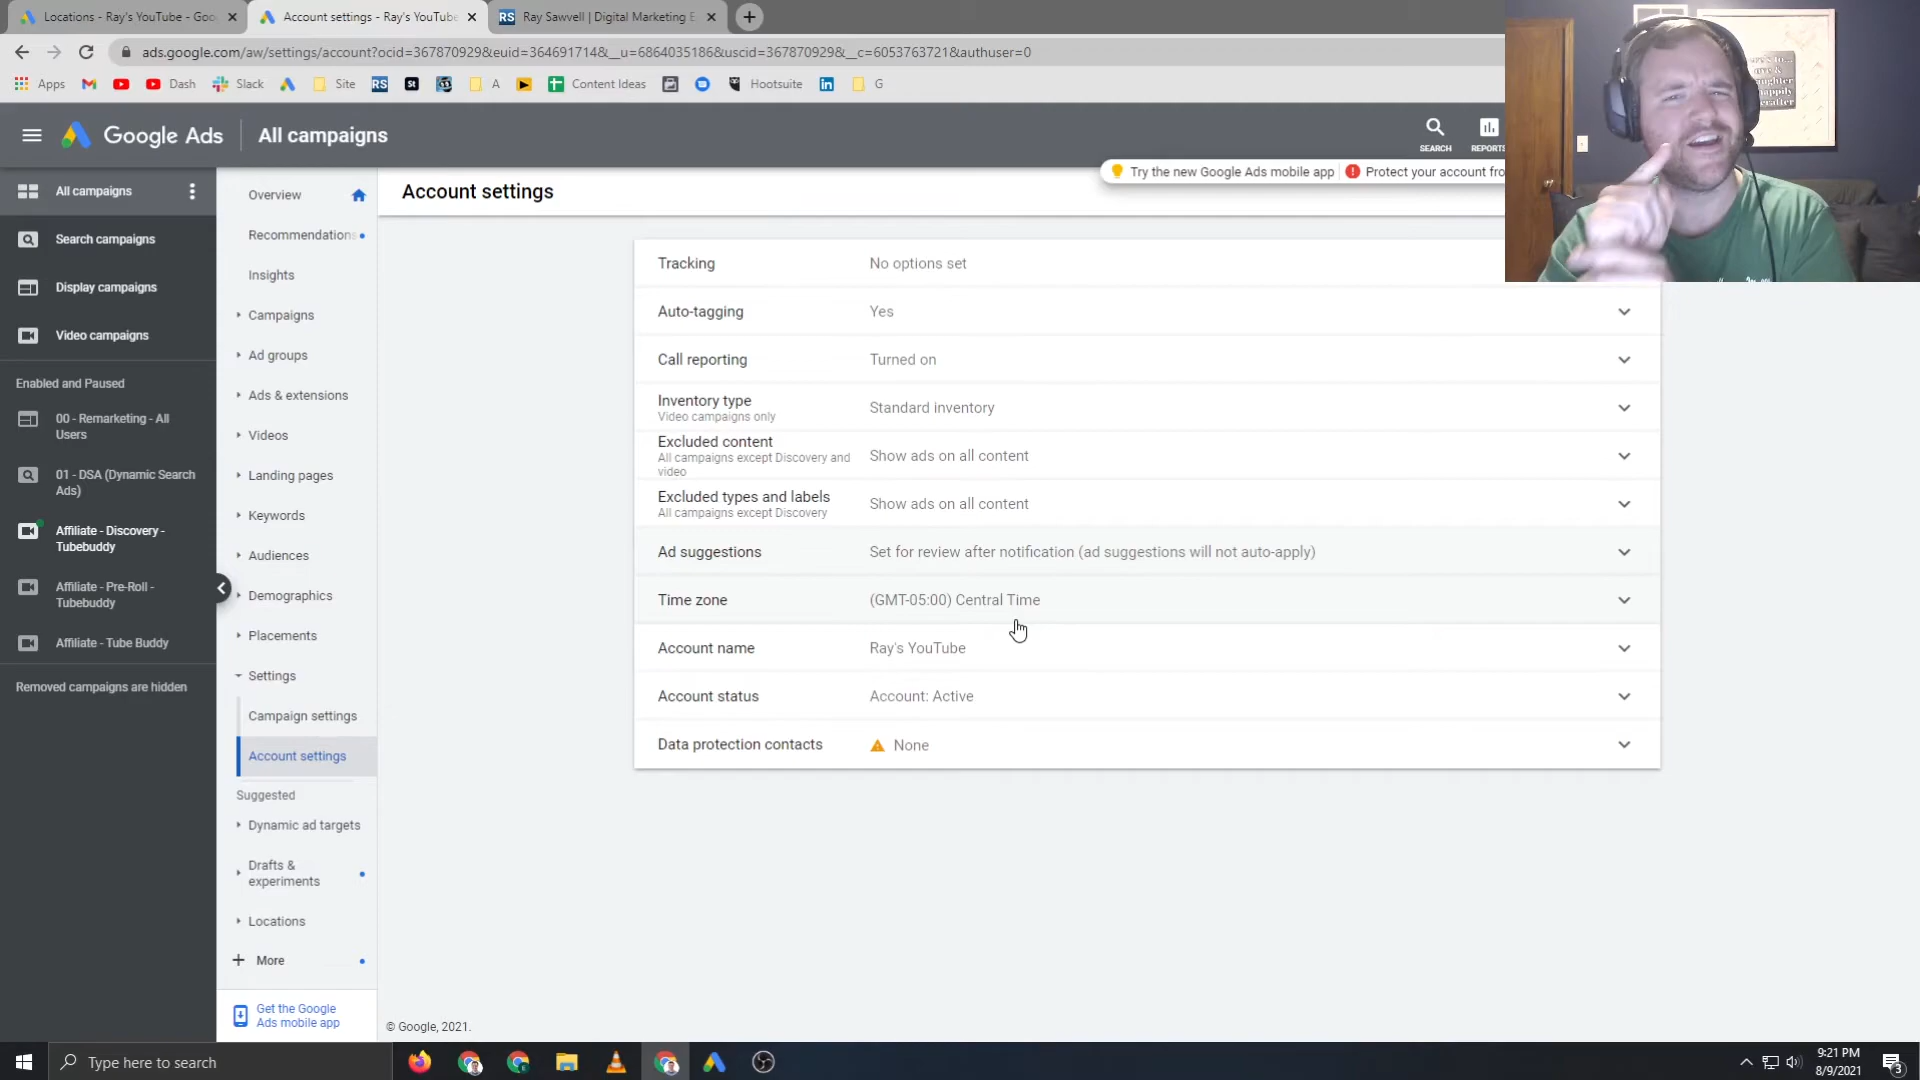 Locations - Ray's YouTube - Goo
Account settings - Ray's YouTube
RS Ray Sawvell | Digital Marketing E
ads.google.com/aw/settings/account?ocid=367870929&euid=364691714&__u=6864035186&uscid=367870929&__c=6053763721&authuser=0
Apps
Dash
Slack
Site
RS
St
A
Content Ideas
Hootsuite
G
Google Ads
All campaigns
SEARCH
REPORTS
Try the new Google Ads mobile app
Protect your account fro
All campaigns
Search campaigns
Display campaigns
Video campaigns
Enabled and Paused
00 - Remarketing - All
Users
01 - DSA (Dynamic Search
Ads)
Affiliate - Discovery -
Tubebuddy
Affiliate - Pre-Roll -
Tubebuddy
Affiliate - Tube Buddy
Removed campaigns are hidden
Overview
Recommendations
Insights
Campaigns
Ad groups
Ads & extensions
Videos
Landing pages
Keywords
Audiences
Demographics
Placements
Settings
Campaign settings
Account settings
Suggested
Dynamic ad targets
Drafts &
experiments
Locations
More
Get the Google
Ads mobile app
Account settings
Tracking
No options set
Auto-tagging
Yes
Call reporting
Turned on
Inventory type
Video campaigns only
Standard inventory
Excluded content
All campaigns except Discovery and
video
Show ads on all content
Excluded types and labels
All campaigns except Discovery
Show ads on all content
Ad suggestions
Set for review after notification (ad suggestions will not auto-apply)
Time zone
(GMT-05:00) Central Time
Account name
Ray's YouTube
Account status
Account: Active
Data protection contacts
None
© Google, 2021.
Type here to search
9:21 PM
8/9/2021
3